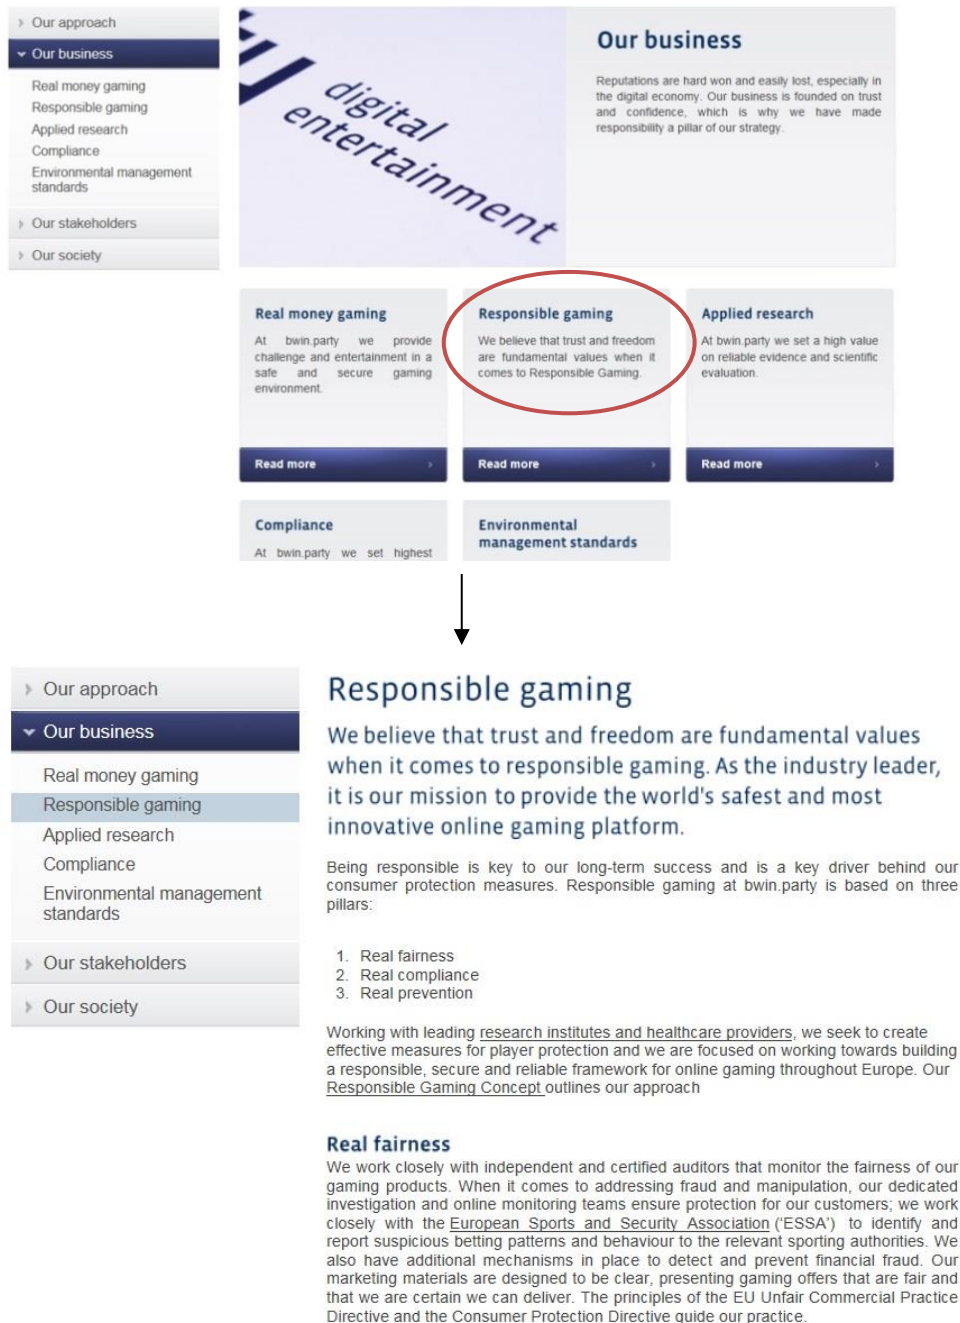 Our approach
Our business
Real money gaming
Responsible gaming
Applied research
Compliance
Environmental management
standards
Our stakeholders
Our society
U digital
entertainment
Our business
Reputations are hard won and easily lost, especially in
the digital economy. Our business is founded on trust
and confidence, which is why we have made
responsibility a pillar of our strategy.
Real money gaming
At bwin.party we provide
challenge and entertainment in a
safe and secure gaming
environment.
Read more
Responsible gaming
We believe that trust and freedom
are fundamental values when it
comes to Responsible Gaming.
Read more
Applied research
At bwin.party we set a high value
on reliable evidence and scientific
evaluation.
Read more
Compliance
At bwin.party we set highest
Environmental
management standards
Our approach
Our business
Real money gaming
Responsible gaming
Applied research
Compliance
Environmental management
standards
Our stakeholders
Our society
Responsible gaming
We believe that trust and freedom are fundamental values
when it comes to responsible gaming. As the industry leader,
it is our mission to provide the world's safest and most
innovative online gaming platform.
Being responsible is key to our long-term success and is a key driver behind our
consumer protection measures. Responsible gaming at bwin.party is based on three
pillars:
1. Real fairness
2. Real compliance
3. Real prevention
Working with leading research institutes and healthcare providers, we seek to create
effective measures for player protection and we are focused on working towards building
a responsible, secure and reliable framework for online gaming throughout Europe. Our
Responsible Gaming Concept outlines our approach
Real fairness
We work closely with independent and certified auditors that monitor the fairness of our
gaming products. When it comes to addressing fraud and manipulation, our dedicated
investigation and online monitoring teams ensure protection for our customers; we work
closely with the European Sports and Security Association ('ESSA') to identify and
report suspicious betting patterns and behaviour to the relevant sporting authorities. We
also have additional mechanisms in place to detect and prevent financial fraud. Our
marketing materials are designed to be clear, presenting gaming offers that are fair and
that we are certain we can deliver. The principles of the EU Unfair Commercial Practice
Directive and the Consumer Protection Directive guide our practice.